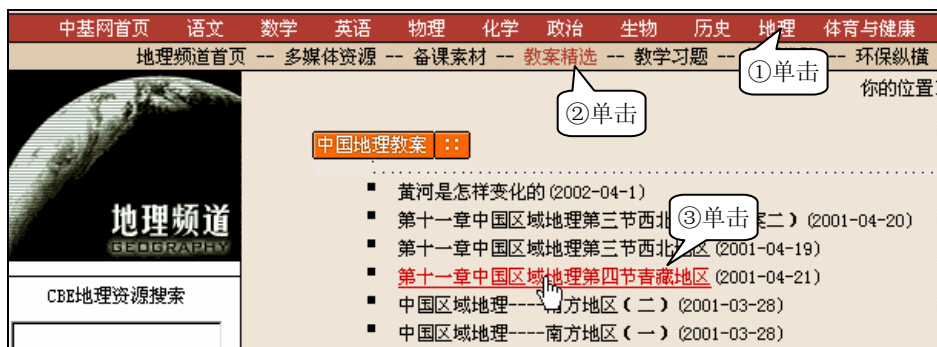 中基网首页 语文 数学 英语 物理 化学 政治 生物 历史 地理 体育与健康
地理频道首页 -- 多媒体资源 -- 备课素材 -- 教案精选 -- 教学习题 -- -- 环保纵横
①单击
你的位置
②单击
中国地理教案 ::
黄河是怎样变化的(2002-04-1)
第十一章中国区域地理第三节西北 案二）(2001-04-20)
③单击
第十一章中国区域地理第三节西北地区(2001-04-19)
第十一章中国区域地理第四节青藏地区(2001-04-21)
中国区域地理----南方地区（二）(2001-03-28)
中国区域地理----南方地区（一）(2001-03-28)
地理频道
GEOGRAPHY
CBE地理资源搜索